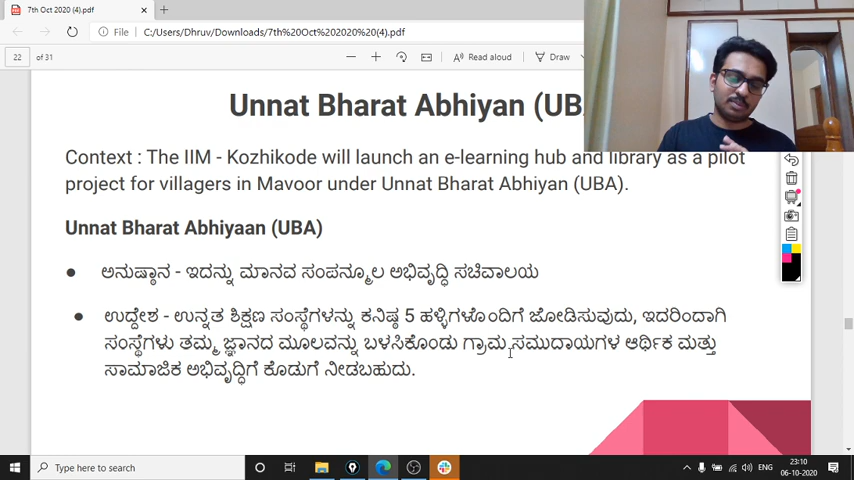 7th Oct 2020 (4).pdf
File
C:/Users/Dhruv/Downloads/7th%20Oct%202020%20(4).pdf
22 of 31
Read aloud
Draw
Unnat Bharat Abhiyan (UBA
Context : The IIM - Kozhikode will launch an e-learning hub and library as a pilot
project for villagers in Mavoor under Unnat Bharat Abhiyan (UBA).
Unnat Bharat Abhiyaan (UBA)
● ಅನುಷ್ಠಾನ - ಇದನ್ನು ಮಾನವ ಸಂಪನ್ಮೂಲ ಅಭಿವೃದ್ಧಿ ಸಚಿವಾಲಯ
● ಉದ್ದೇಶ - ಉನ್ನತ ಶಿಕ್ಷಣ ಸಂಸ್ಥೆಗಳನ್ನು ಕನಿಷ್ಠ 5 ಹಳ್ಳಿಗಳೊಂದಿಗೆ ಜೋಡಿಸುವುದು, ಇದರಿಂದಾಗಿ
ಸಂಸ್ಥೆಗಳು ತಮ್ಮ ಜ್ಞಾನದ ಮೂಲವನ್ನು ಬಳಸಿಕೊಂಡು ಗ್ರಾಮ ಸಮುದಾಯಗಳ ಆರ್ಥಿಕ ಮತ್ತು
ಸಾಮಾಜಿಕ ಅಭಿವೃದ್ಧಿಗೆ ಕೊಡುಗೆ ನೀಡಬಹುದು.
Type here to search
ENG
23:10
06-10-2020